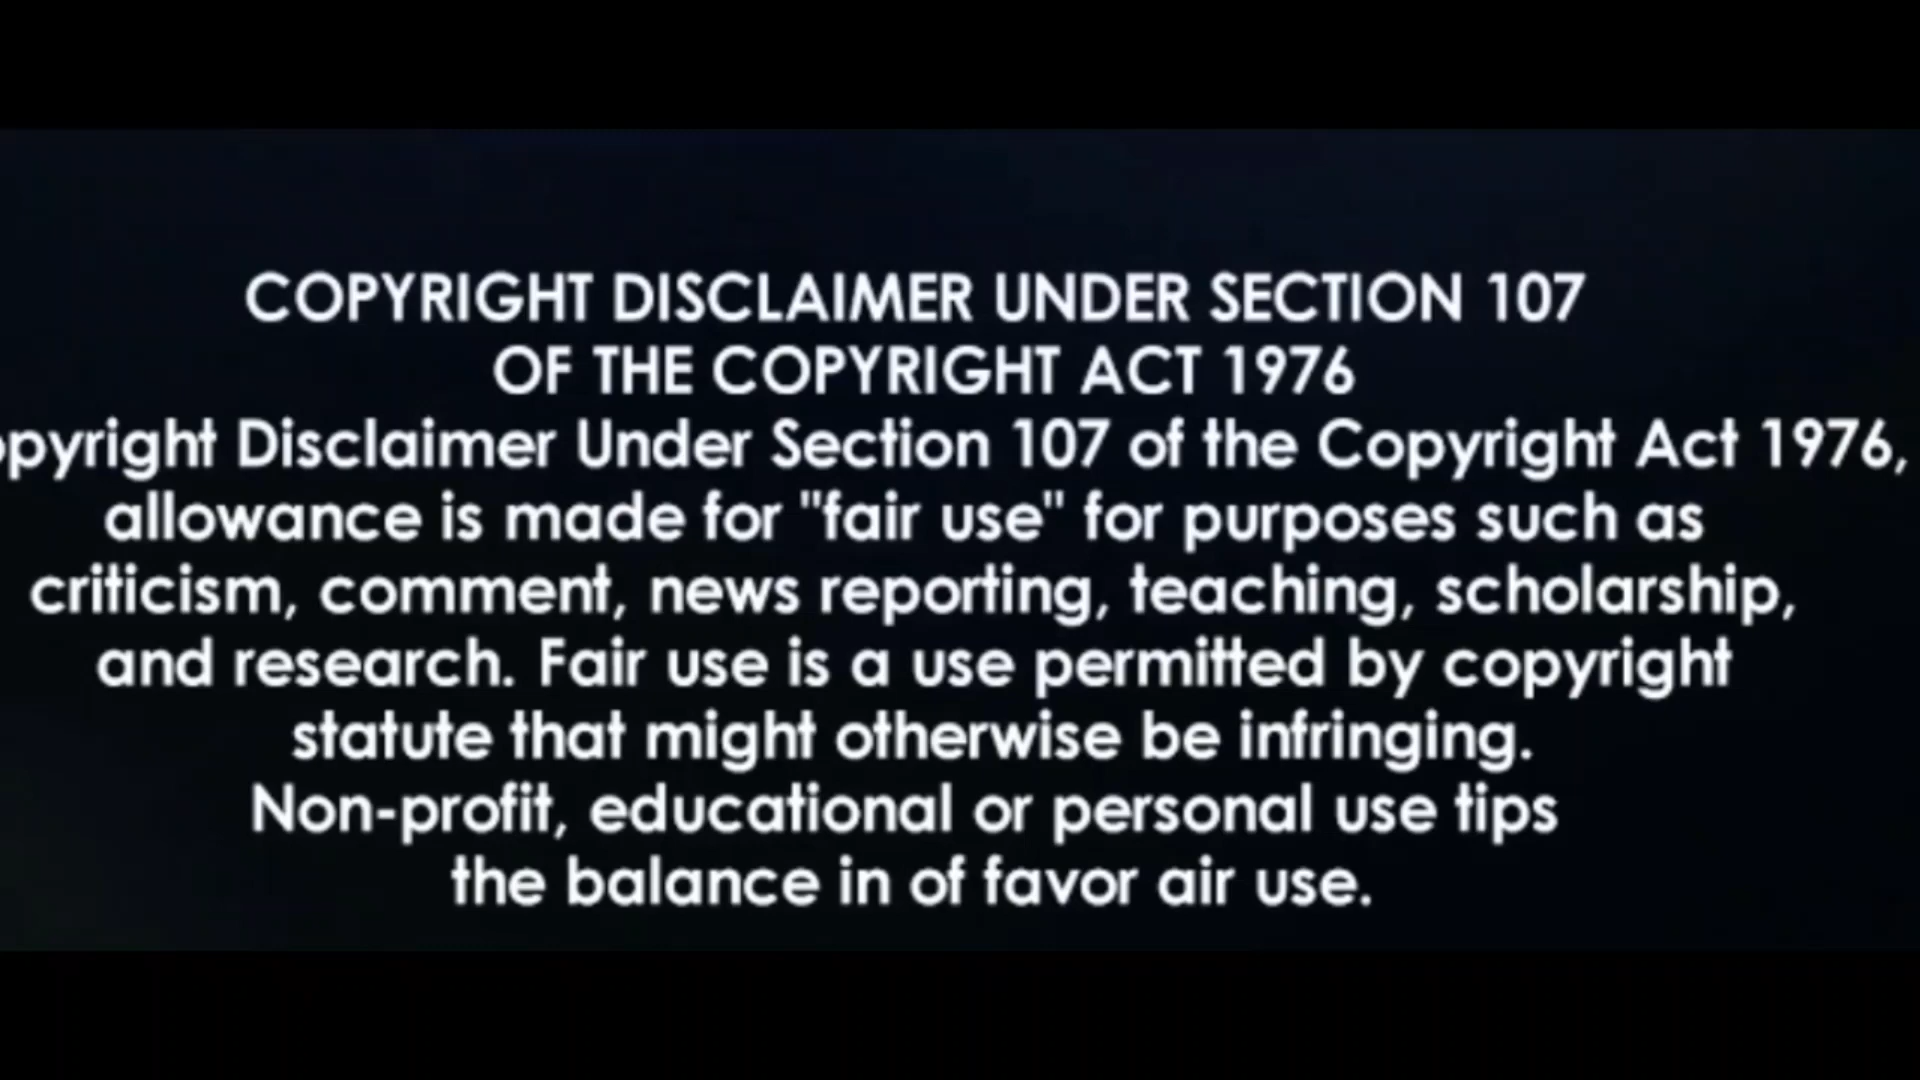 COPYRIGHT DISCLAIMER UNDER SECTION 107
OF THE COPYRIGHT ACT 1976
opyright Disclaimer Under Section 107 of the Copyright Act 1976,
allowance is made for "fair use" for purposes such as
criticism, comment, news reporting, teaching, scholarship,
and research. Fair use is a use permitted by copyright
statute that might otherwise be infringing.
Non-profit, educational or personal use tips
the balance in of favor air use.